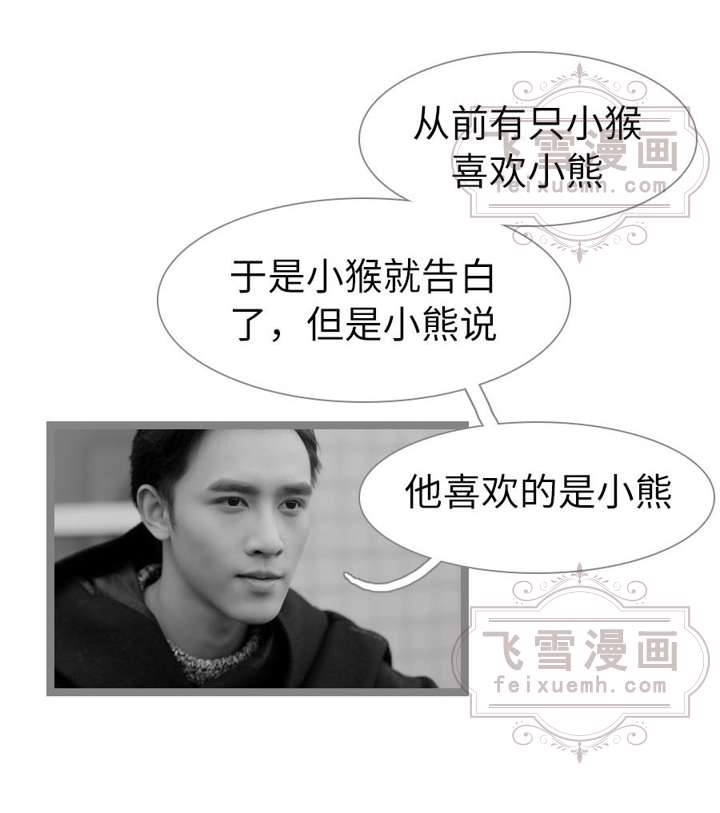 从前有只小猴
喜欢小熊
飞雪漫画
feixuemh.com
于是小猴就告白
了，但是小熊说
他喜欢的是小熊
飞雪漫画
feixuemh.com